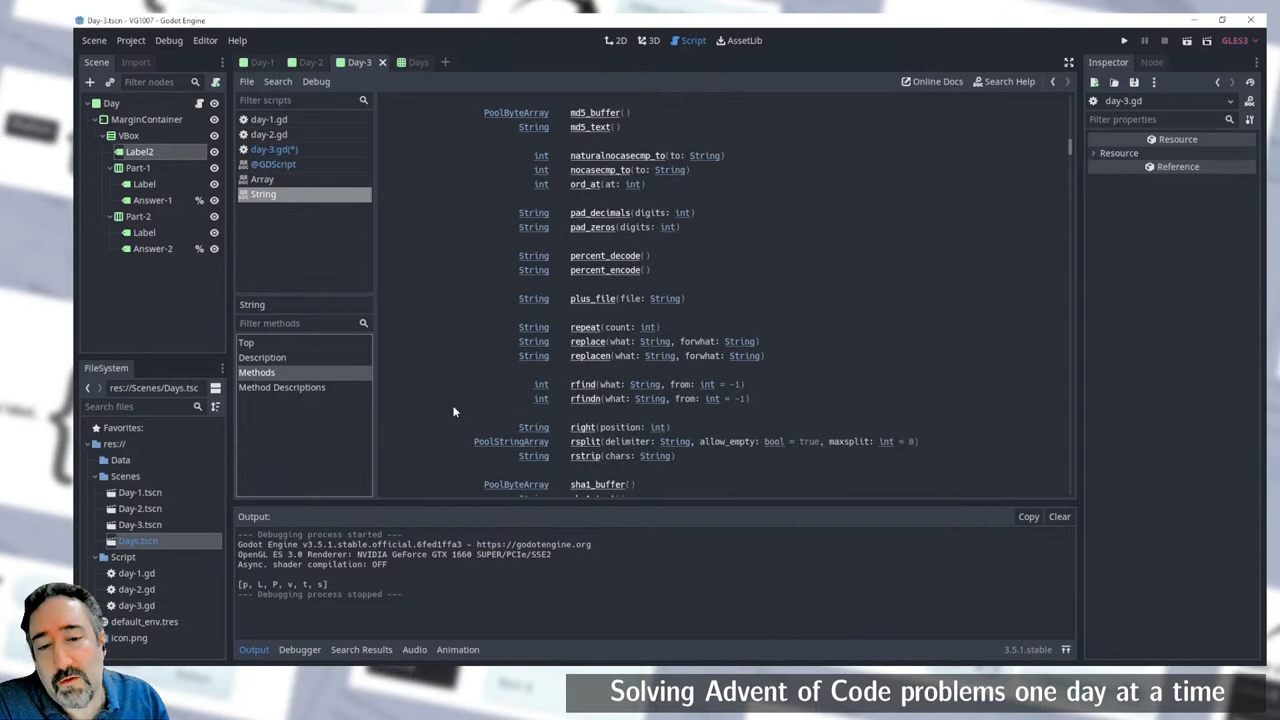 Day-3.tscn - VG1007 - Godot Engine
Scene Project Debug Editor Help
2D 3D Script AssetLib
GLES3
Scene Import
Filter nodes
Day
MarginContainer
VBox
Label2
Part-1
Label
Answer-1 %
Part-2
Label
Answer-2 %
FileSystem
res://Scenes/Days.tsc
Search files
Favorites:
res://
Data
Scenes
Day-1.tscn
Day-2.tscn
Day-3.tscn
Days.tscn
Script
day-1.gd
day-2.gd
day-3.gd
default_env.tres
icon.png
Day-1 Day-2 Day-3 Days
File Search Debug
Online Docs Search Help
Filter scripts
day-1.gd
day-2.gd
day-3.gd(*)
@GDScript
Array
String
String
Filter methods
Top
Description
Methods
Method Descriptions
PoolByteArray md5_buffer()
String md5_text()
int naturalnocasecmp_to(to: String)
int nocasecmp_to(to: String)
int ord_at(at: int)
String pad_decimals(digits: int)
String pad_zeros(digits: int)
String percent_decode()
String percent_encode()
String plus_file(file: String)
String repeat(count: int)
String replace(what: String, forwhat: String)
String replacen(what: String, forwhat: String)
int rfind(what: String, from: int = -1)
int rfindn(what: String, from: int = -1)
String right(position: int)
PoolStringArray rsplit(delimiter: String, allow_empty: bool = true, maxsplit: int = 0)
String rstrip(chars: String)
PoolByteArray sha1_buffer()
Output:
Copy Clear
--- Debugging process started ---
Godot Engine v3.5.1.stable.official.6fed1ffa3 - https://godotengine.org
OpenGL ES 3.0 Renderer: NVIDIA GeForce GTX 1660 SUPER/PCIe/SSE2
Async. shader compilation: OFF
[p, L, P, v, t, s]
--- Debugging process stopped ---
Output Debugger Search Results Audio Animation
3.5.1.stable
Inspector Node
day-3.gd
Filter properties
Resource
Resource
Reference
Solving Advent of Code problems one day at a time